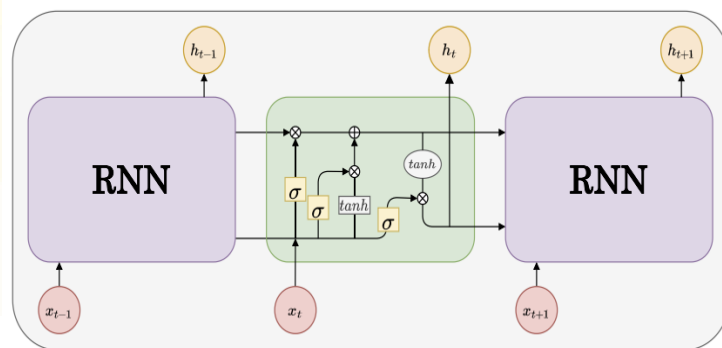 h_{t-1}
h_t
h_{t+1}
RNN
σ
σ
tanh
σ
tanh
RNN
x_{t-1}
x_t
x_{t+1}